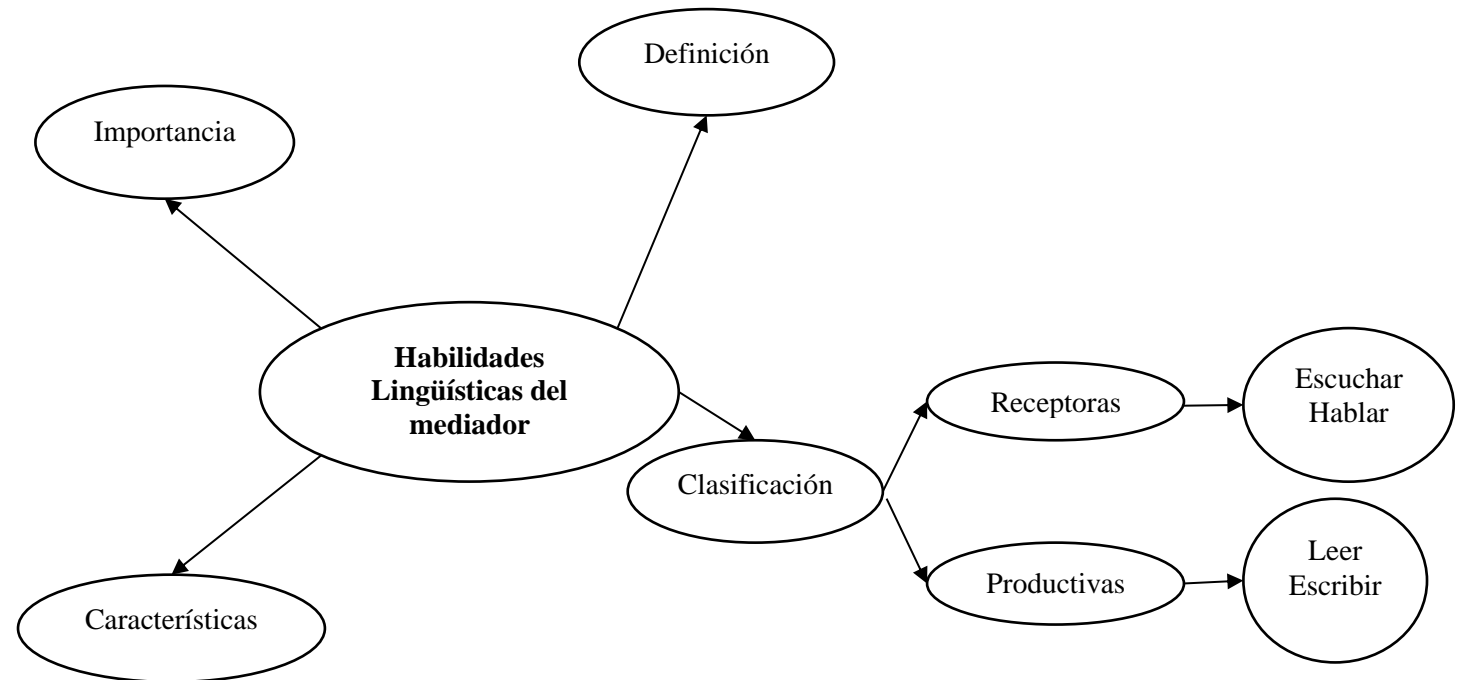 Definición
Importancia
Habilidades
Lingüísticas del
mediador
Receptoras
Escuchar
Hablar
Clasificación
Productivas
Leer
Escribir
Características